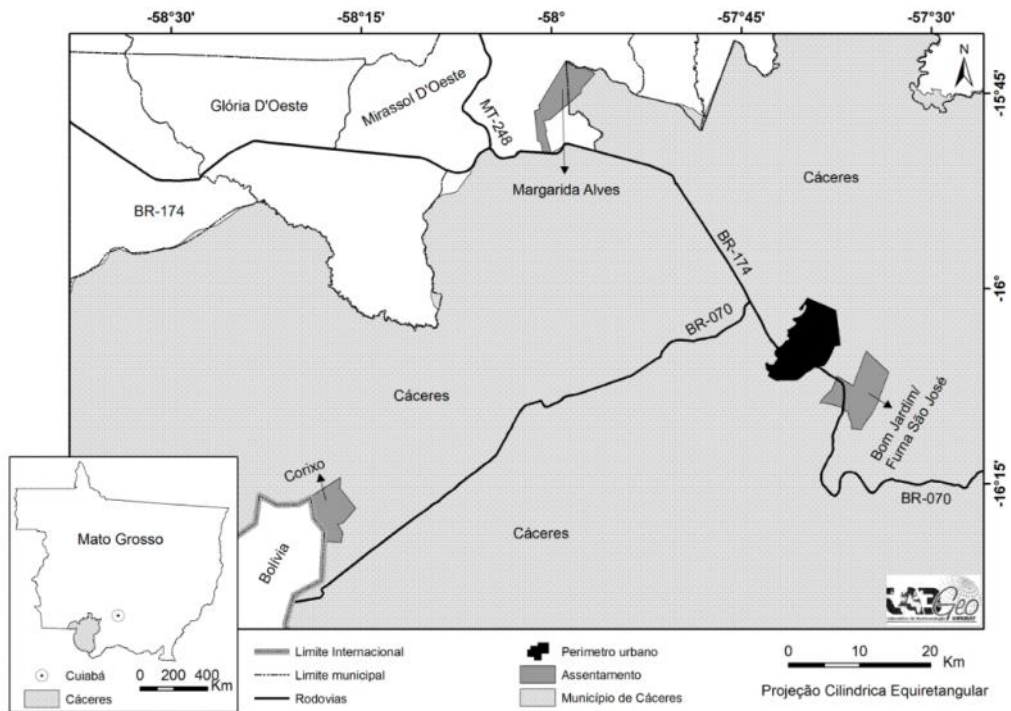 -58°30'
-58°15'
-58°
-57°45'
-57°30'
N
-15°45'
-16°
-16°15'
Glória D'Oeste
Mirassol D'Oeste
MT-248
Margarida Alves
Cáceres
BR-174
BR-174
BR-070
Cáceres
Bom Jardim/
Furna São José
BR-070
Corixo
Bolívia
Cáceres
Mato Grosso
Cuiabá
Cáceres
0 200 400
Km
Limite Internacional
Limite municipal
Rodovias
Perimetro urbano
Assentamento
Município de Cáceres
0 10 20
Km
Projeção Cilindrica Equiretangular
Geo